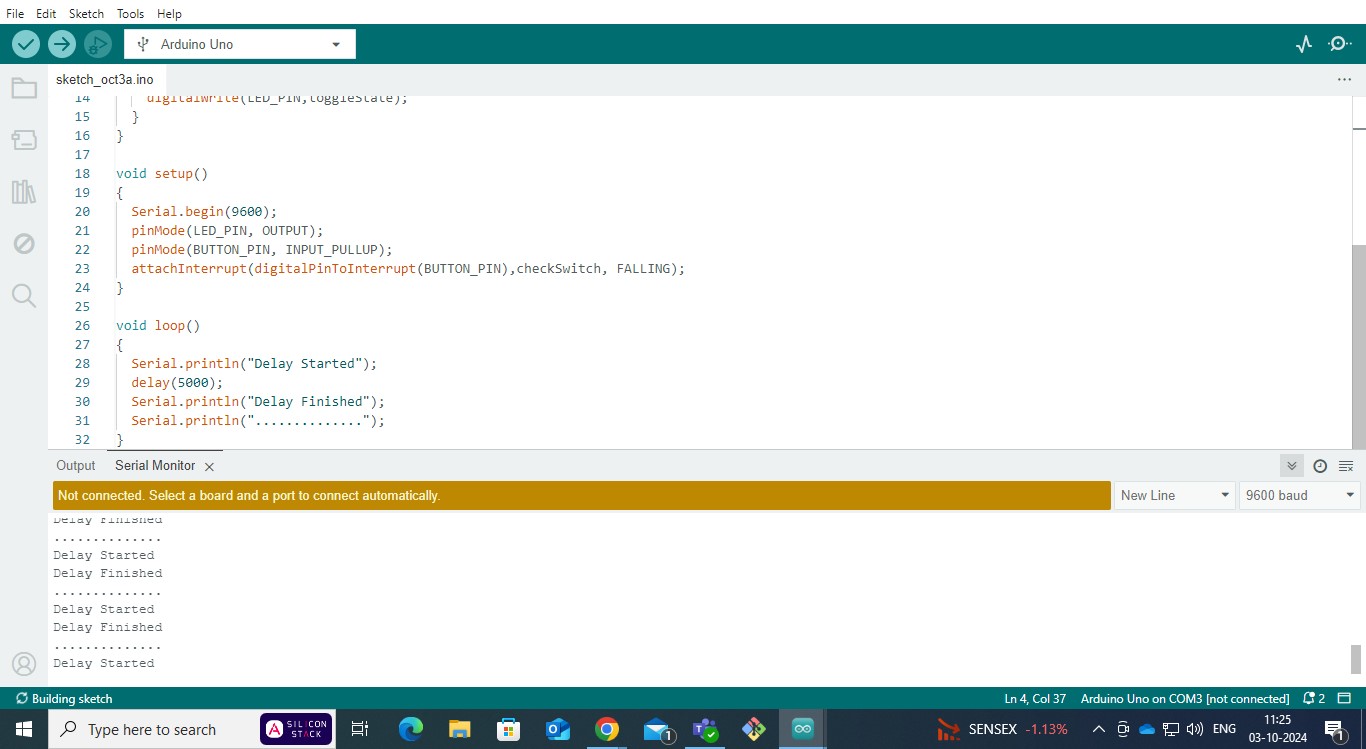 File Edit Sketch Tools Help
Arduino Uno
sketch_oct3a.ino
14 digitalWrite(LED_PIN,toggleState);
15 }
16 }
17
18 void setup()
19 {
20 Serial.begin(9600);
21 pinMode(LED_PIN, OUTPUT);
22 pinMode(BUTTON_PIN, INPUT_PULLUP);
23 attachInterrupt(digitalPinToInterrupt(BUTTON_PIN),checkSwitch, FALLING);
24 }
25
26 void loop()
27 {
28 Serial.println("Delay Started");
29 delay(5000);
30 Serial.println("Delay Finished");
31 Serial.println("..............");
32 }
Output Serial Monitor
Not connected. Select a board and a port to connect automatically.
New Line 9600 baud
Delay Finished
..............
Delay Started
Delay Finished
..............
Delay Started
Delay Finished
..............
Delay Started
Building sketch
Ln 4, Col 37 Arduino Uno on COM3 [not connected] 2
Type here to search
SILICON
STACK
1
SENSEX -1.13%
ENG
11:25
03-10-2024
1